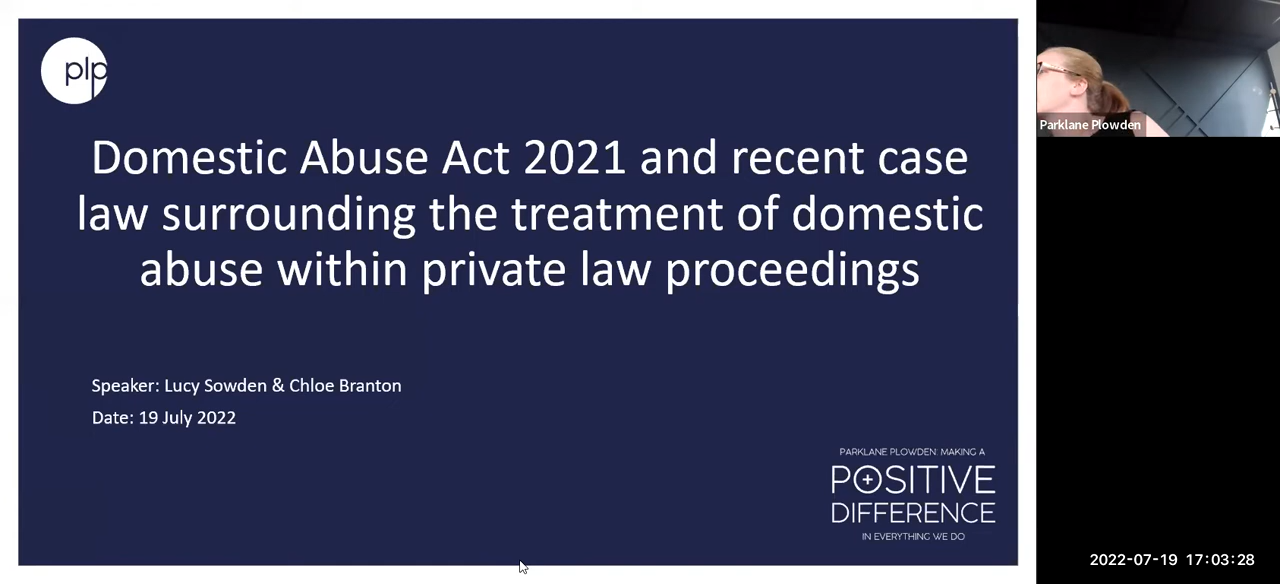 plp
Domestic Abuse Act 2021 and recent case
law surrounding the treatment of domestic
abuse within private law proceedings
Speaker: Lucy Sowden & Chloe Branton
Date: 19 July 2022
PARKLANE PLOWDEN: MAKING A
POSITIVE
DIFFERENCE
IN EVERYTHING WE DO
Parklane Plowden
2022-07-19 17:03:28